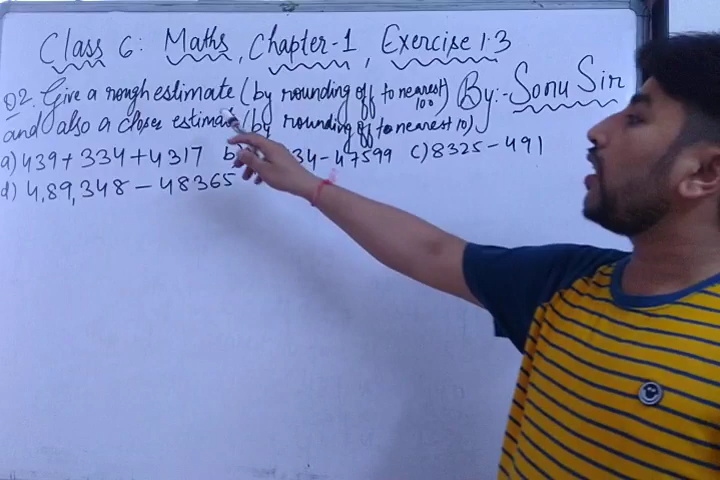 Class 6: Maths, Chapter-1, Exercise 1.3
Q2. Give a rough estimate (by rounding off to nearest 100) By:- Sonu Sir
and also a closer estimate (by rounding off to nearest 10)
a) 439+334+4317 b) 34-47599 c) 8325-491
d) 4,89,348-48365